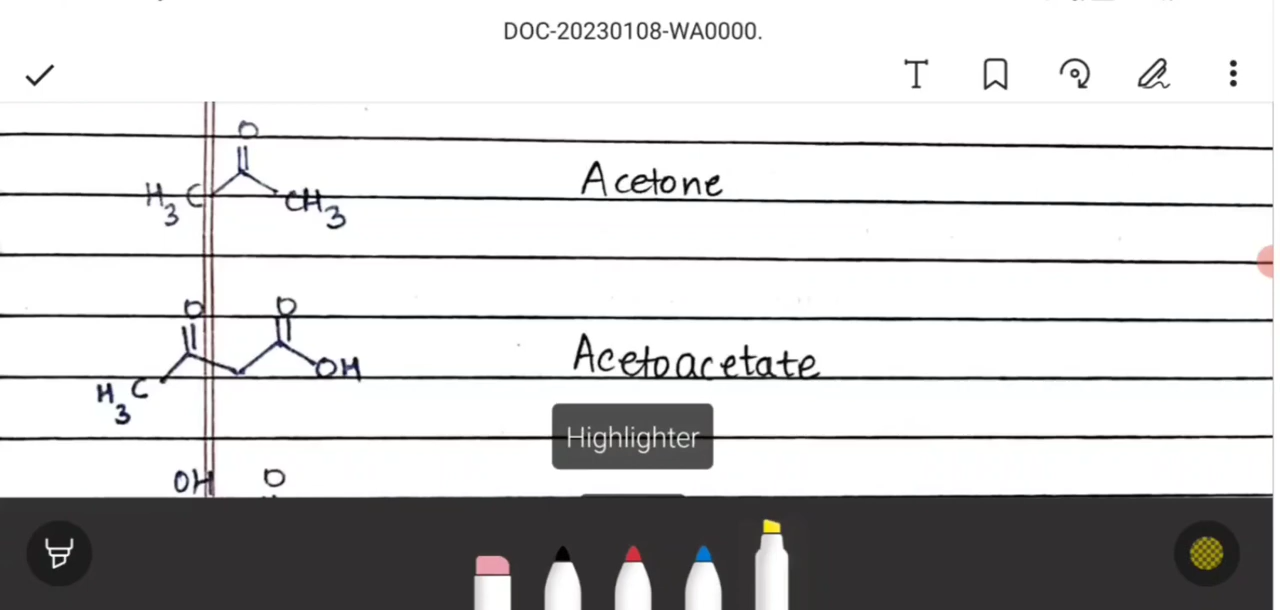 DOC-20230108-WA0000.
T
O
H3C CH3
Acetone
O O
H3C OH
Acetoacetate
Highlighter
OH O